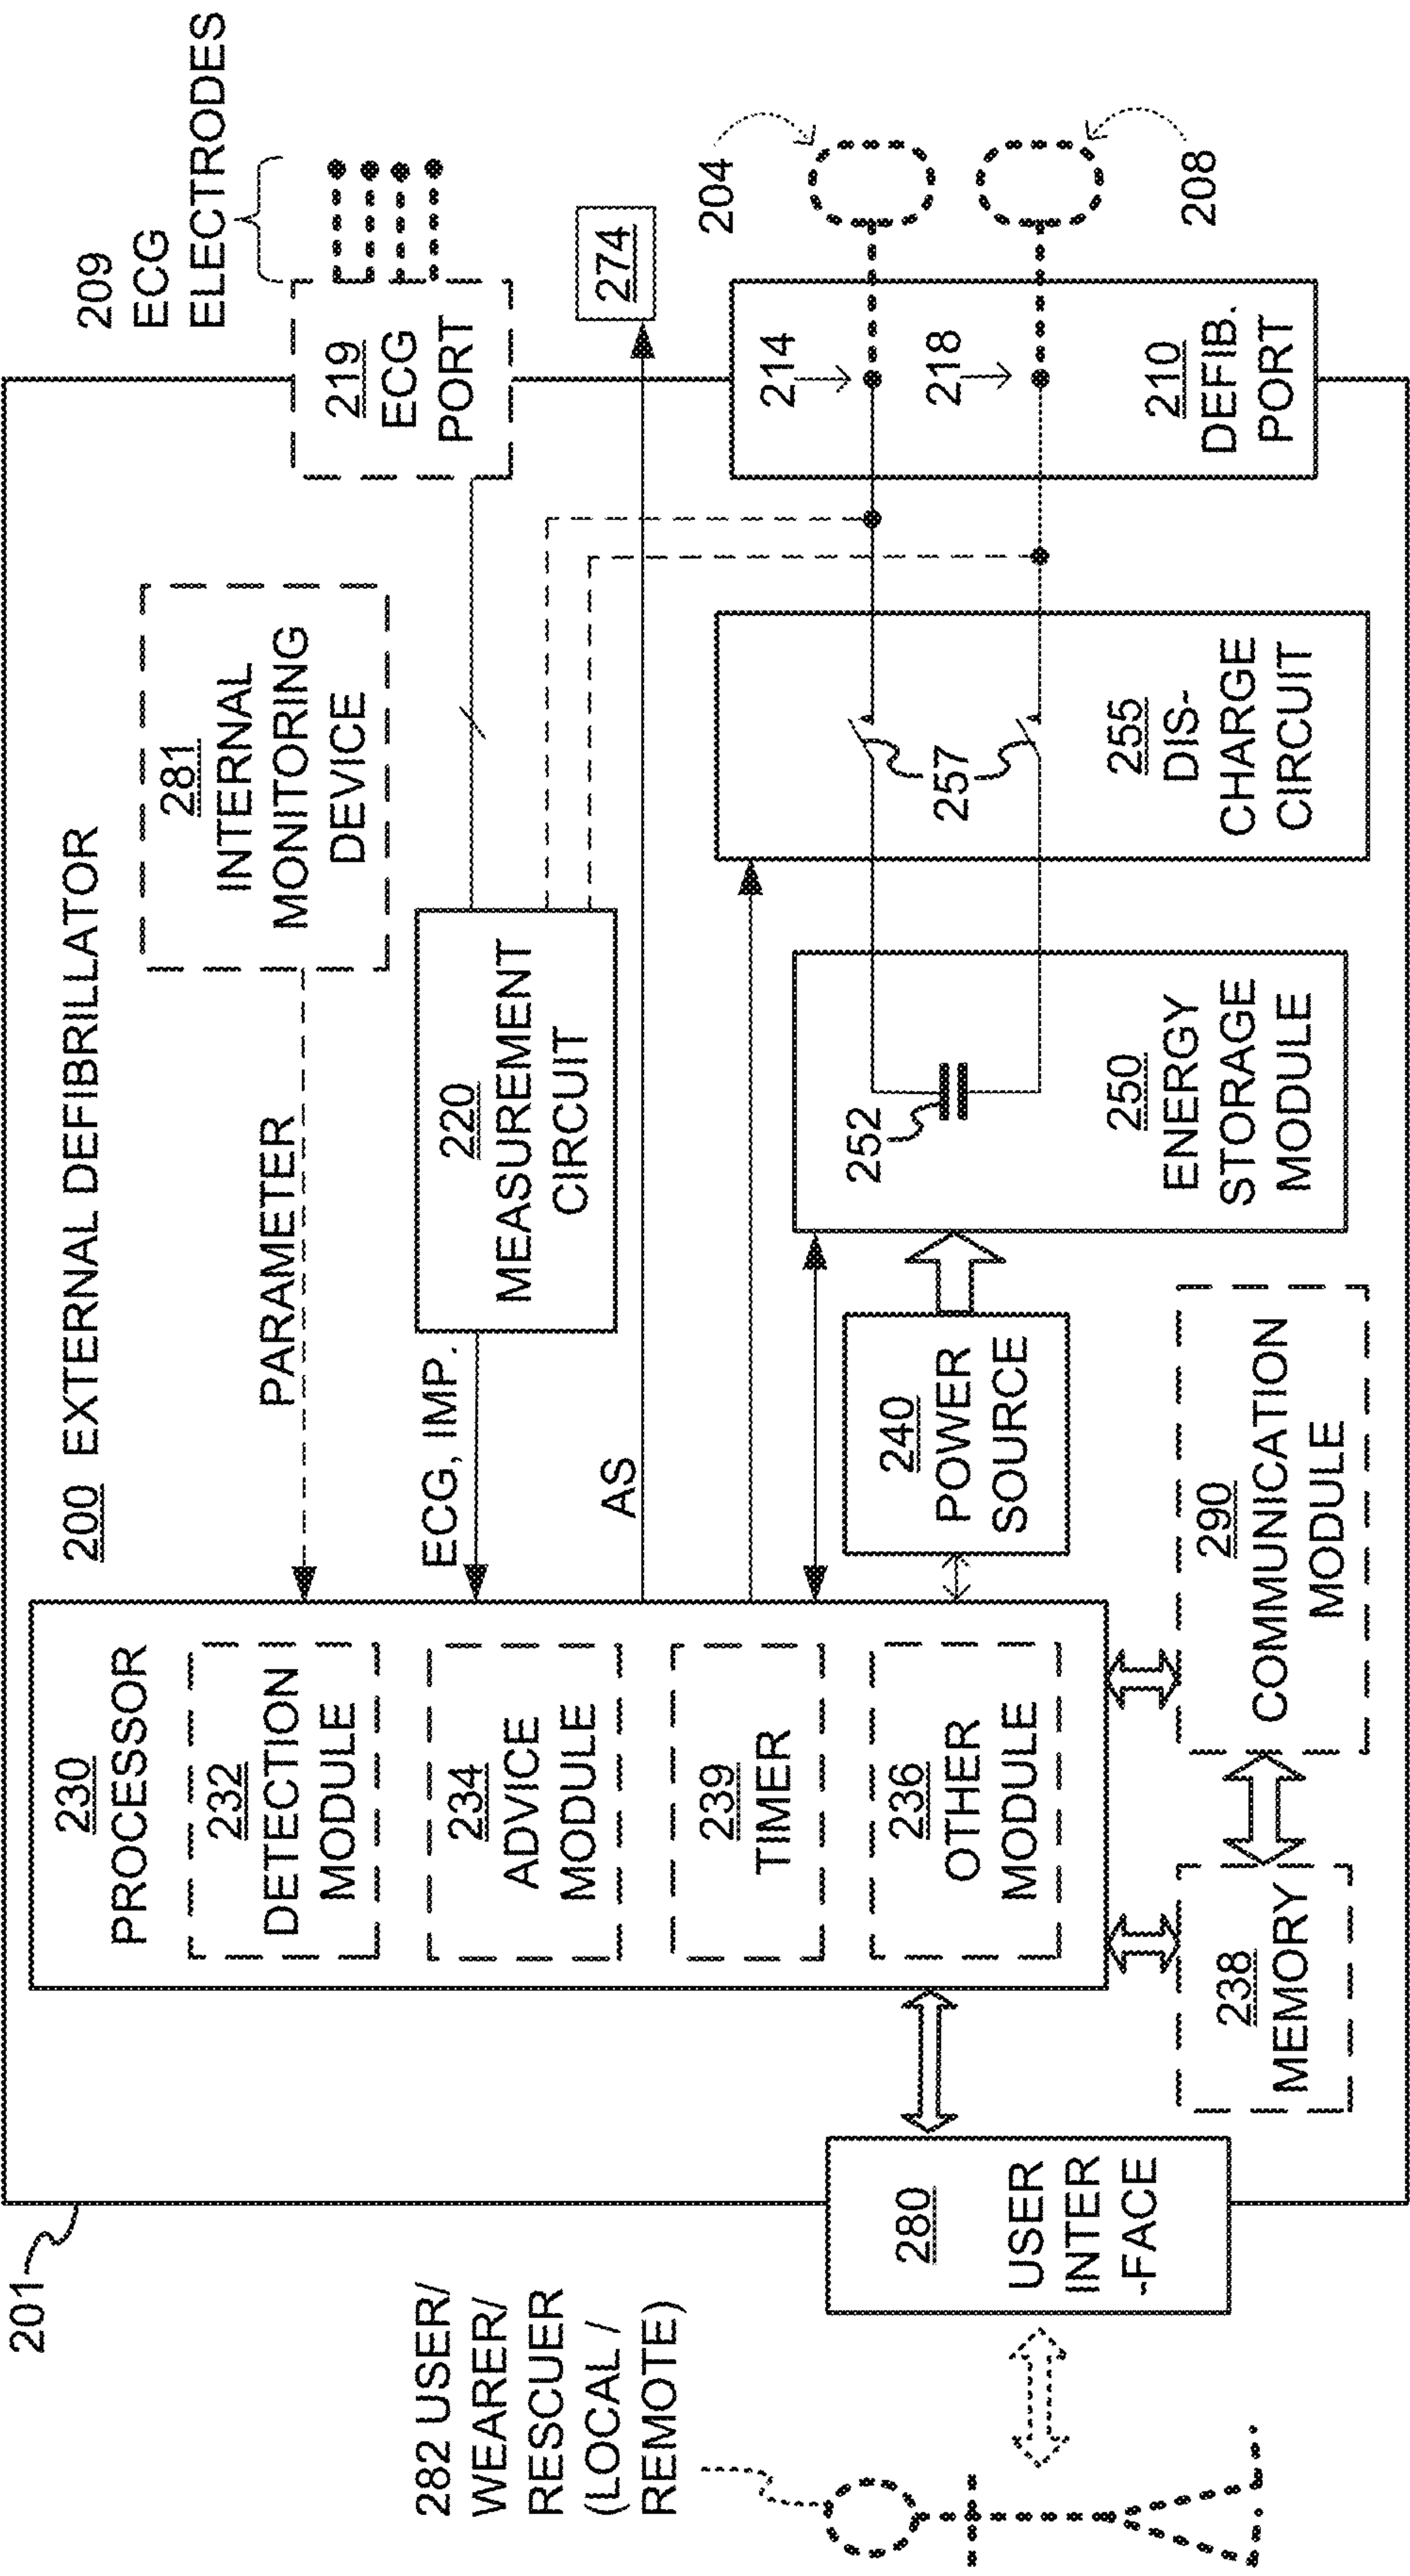 201
200 EXTERNAL DEFIBRILLATOR
209
ECG
ELECTRODES
282 USER/
WEARER/
RESCUER
(LOCAL /
REMOTE)
280
USER
INTER
-FACE
230
PROCESSOR
232
DETECTION
MODULE
234
ADVICE
MODULE
239
TIMER
236
OTHER
MODULE
238
MEMORY
290
COMMUNICATION
MODULE
PARAMETER
ECG, IMP.
AS
281
INTERNAL
MONITORING
DEVICE
220
MEASUREMENT
CIRCUIT
240
POWER
SOURCE
252
250
ENERGY
STORAGE
MODULE
257
255
DIS-
CHARGE
CIRCUIT
219
ECG
PORT
274
214
218
210
DEFIB.
PORT
204
208